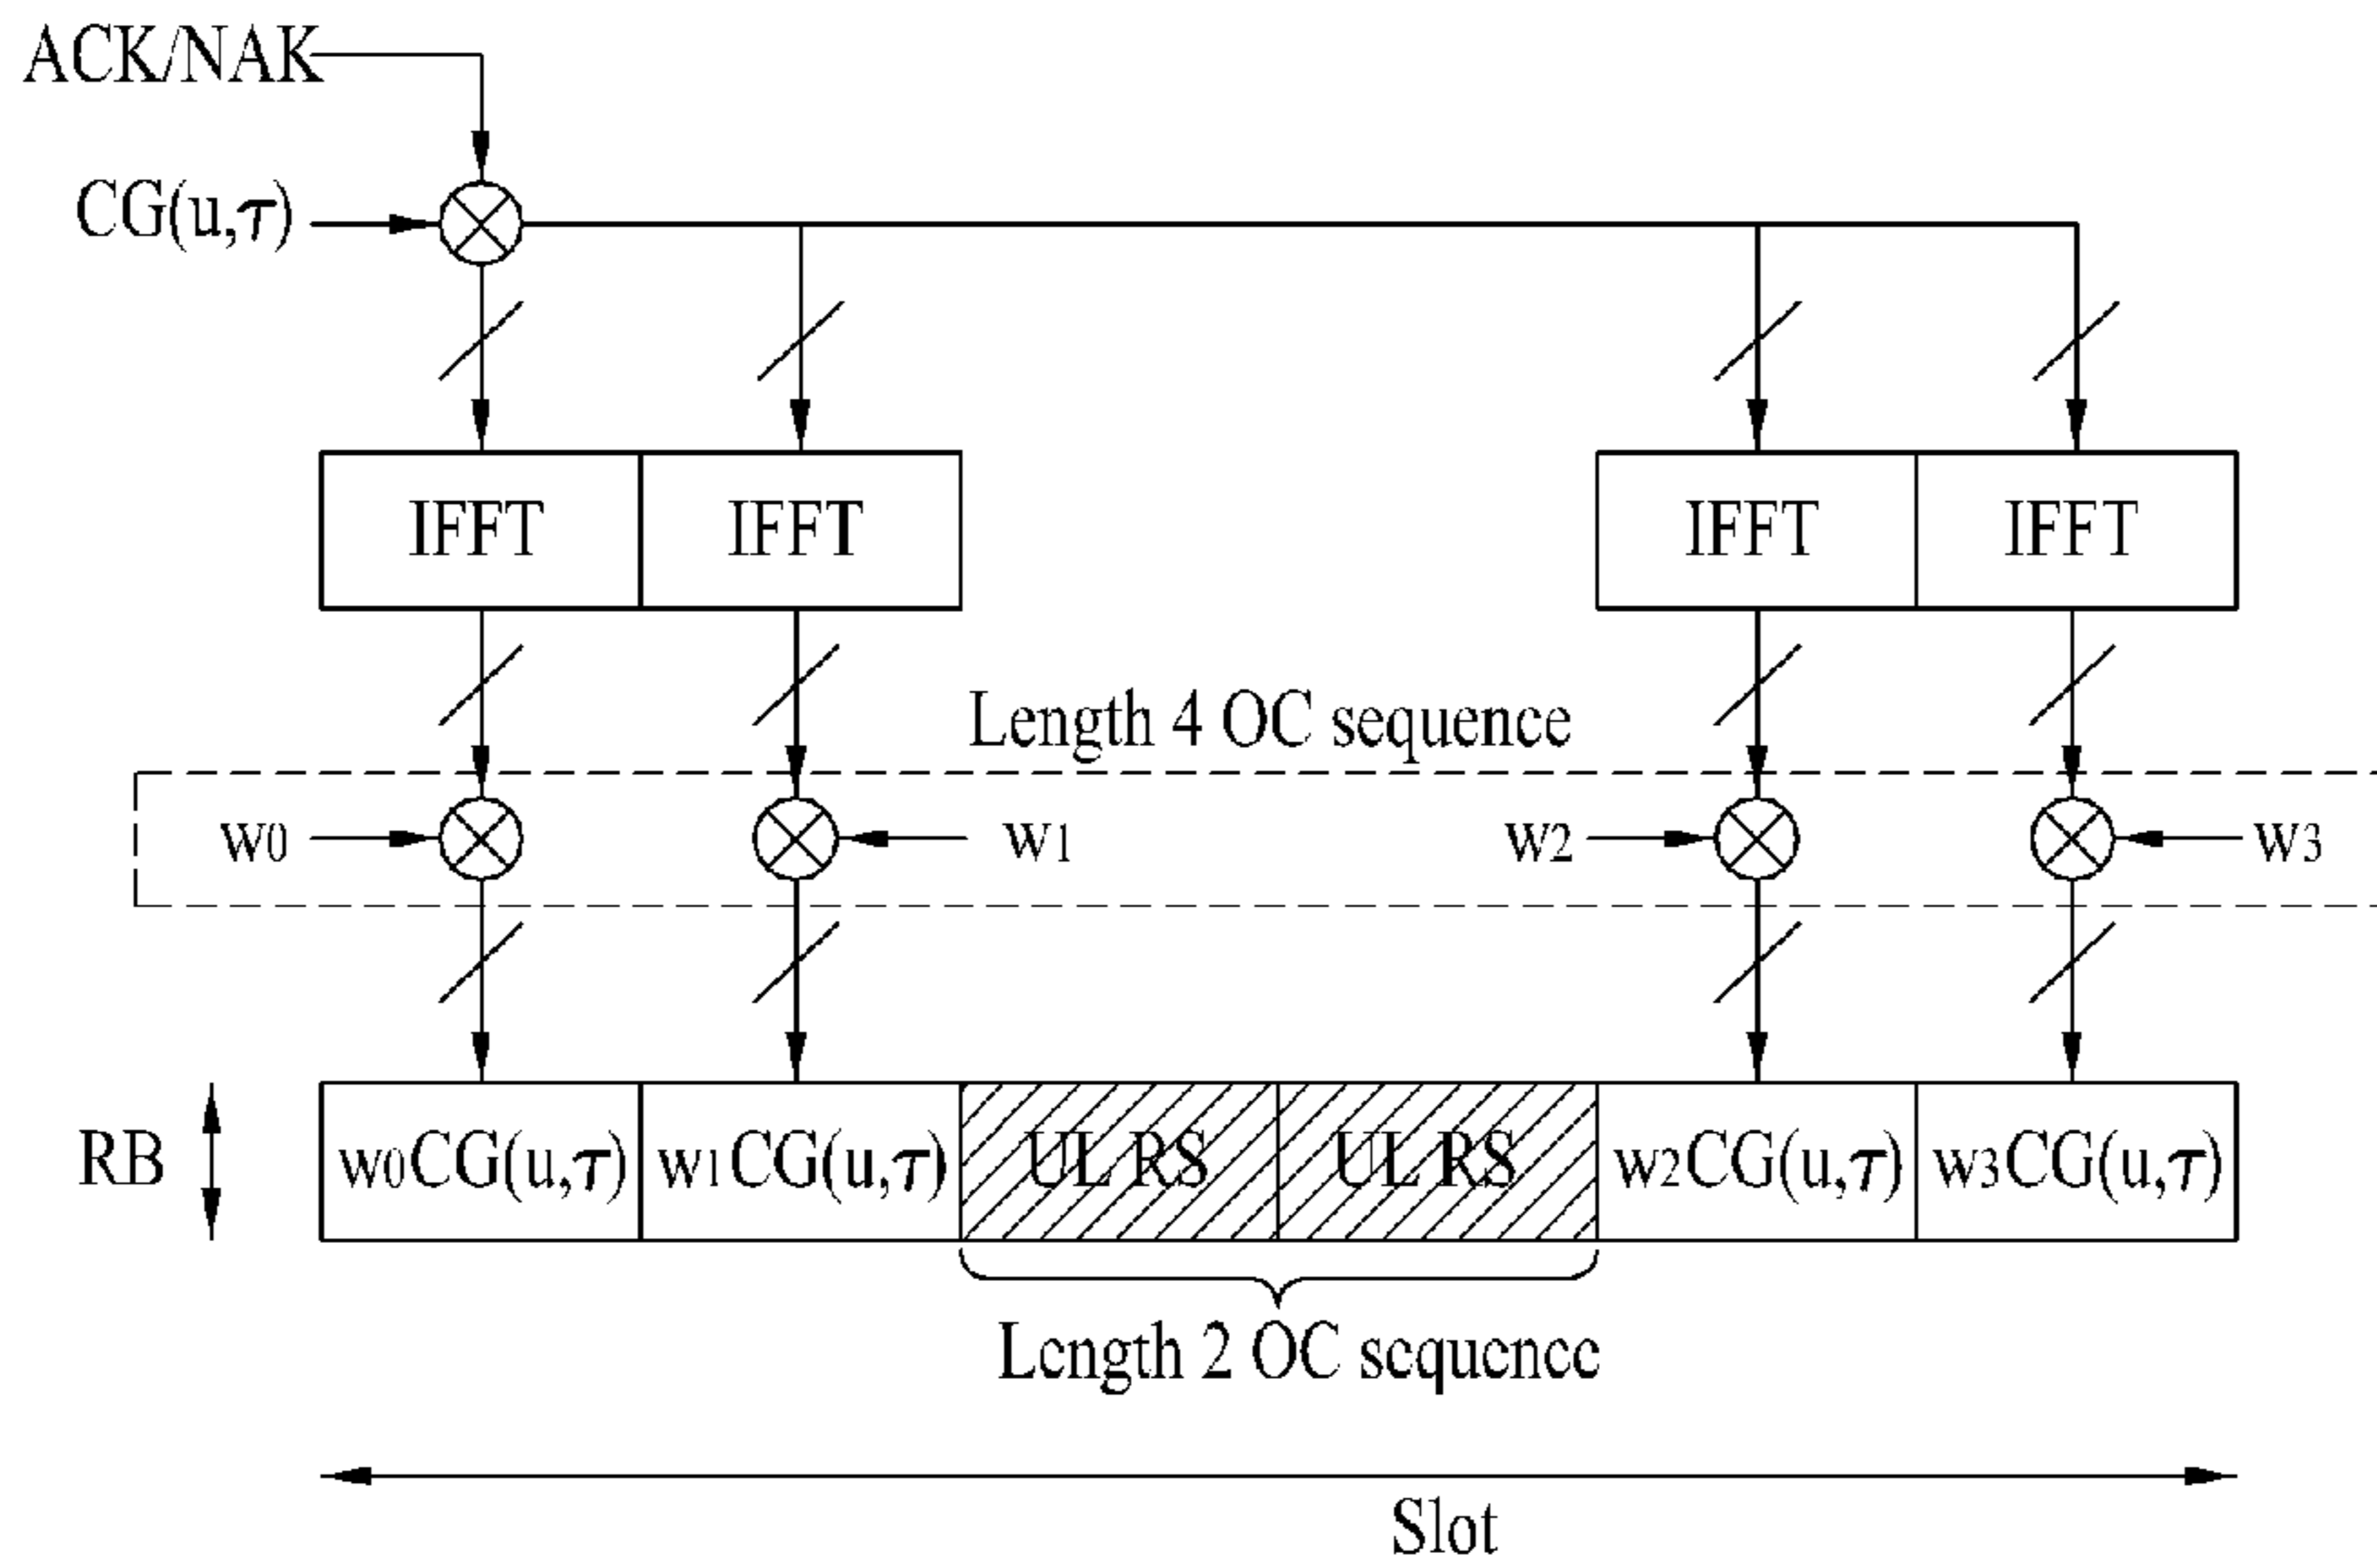 ACK/NAK
CG(u,τ)
IFFT IFFT IFFT IFFT
Length 4 OC sequence
w0 w1 w2 w3
RB w0CG(u,τ) w1CG(u,τ) UL RS UL RS w2CG(u,τ) w3CG(u,τ)
Length 2 OC sequence
Slot